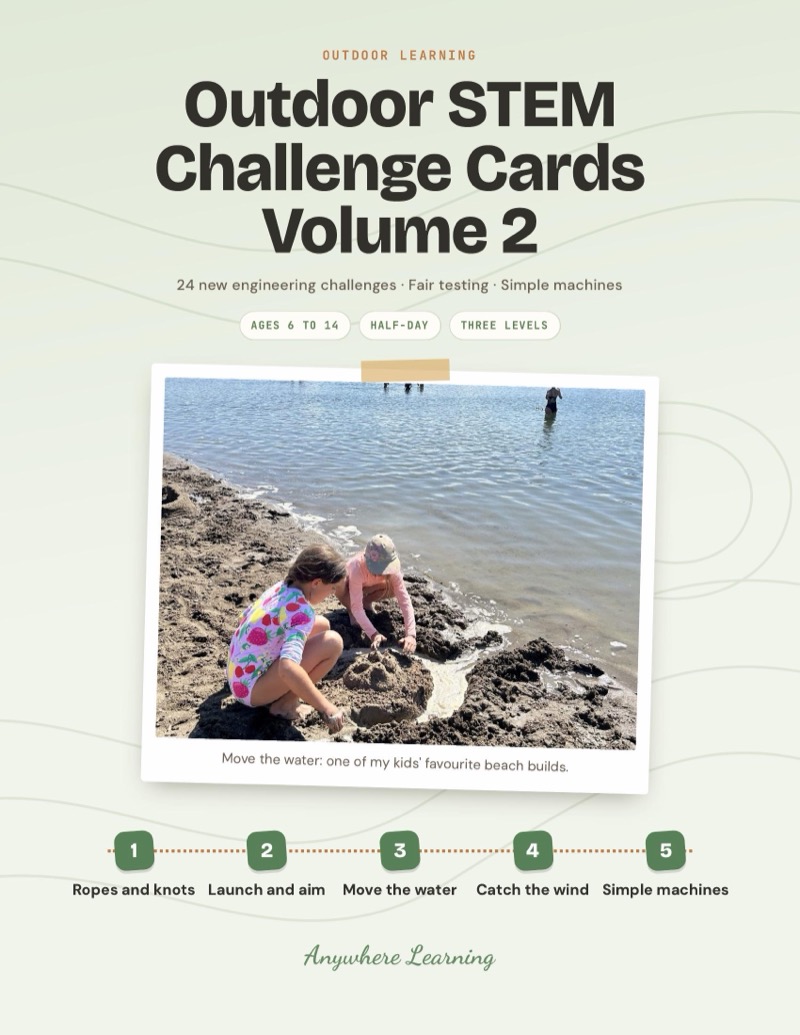 OUTDOOR LEARNING
Outdoor STEM
Challenge Cards
Volume 2
24 new engineering challenges · Fair testing · Simple machines
AGES 6 TO 14 HALF-DAY THREE LEVELS
Move the water: one of my kids' favourite beach builds.
1 2 3 4 5
Ropes and knots Launch and aim Move the water Catch the wind Simple machines
Anywhere Learning